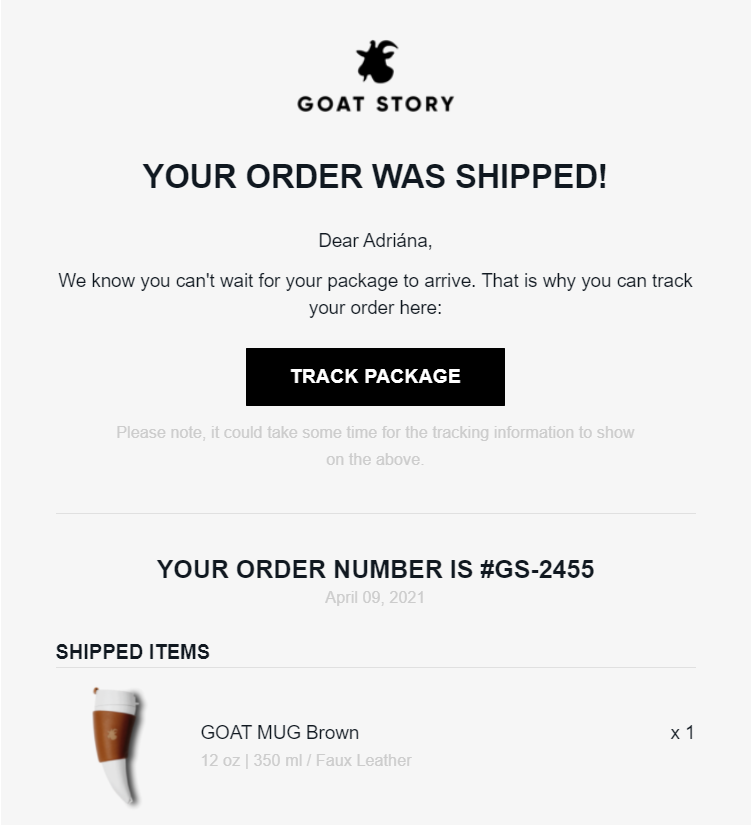 GOAT STORY
YOUR ORDER WAS SHIPPED!
Dear Adriána,
We know you can't wait for your package to arrive. That is why you can track
your order here:
TRACK PACKAGE
Please note, it could take some time for the tracking information to show
on the above.
YOUR ORDER NUMBER IS #GS-2455
April 09, 2021
SHIPPED ITEMS
GOAT MUG Brown x 1
12 oz | 350 ml / Faux Leather